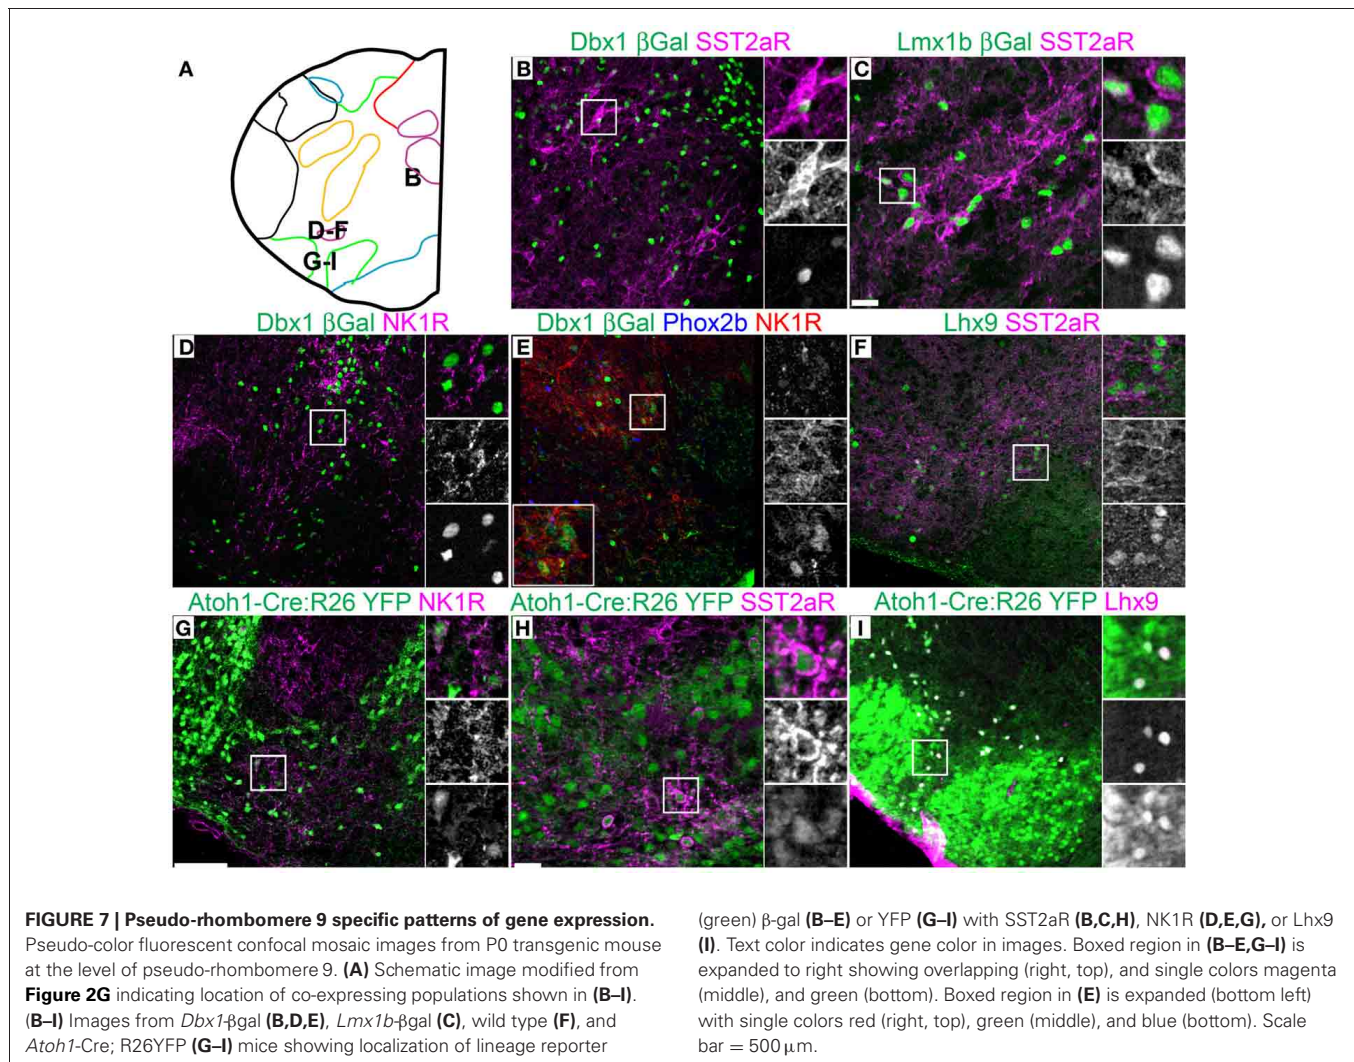 A
B
D-F
G-I
Dbx1 βGal SST2aR
B
Lmx1b βGal SST2aR
C
Dbx1 βGal NK1R
D
Dbx1 βGal Phox2b NK1R
E
Lhx9 SST2aR
F
Atoh1-Cre:R26 YFP NK1R
G
Atoh1-Cre:R26 YFP SST2aR
H
Atoh1-Cre:R26 YFP Lhx9
I
FIGURE 7 | Pseudo-rhombomere 9 specific patterns of gene expression.
Pseudo-color fluorescent confocal mosaic images from P0 transgenic mouse
at the level of pseudo-rhombomere 9. (A) Schematic image modified from
Figure 2G indicating location of co-expressing populations shown in (B–I).
(B–I) Images from Dbx1-βgal (B,D,E), Lmx1b-βgal (C), wild type (F), and
Atoh1-Cre; R26YFP (G–I) mice showing localization of lineage reporter
(green) β-gal (B–E) or YFP (G–I) with SST2aR (B,C,H), NK1R (D,E,G), or Lhx9
(I). Text color indicates gene color in images. Boxed region in (B–E,G–I) is
expanded to right showing overlapping (right, top), and single colors magenta
(middle), and green (bottom). Boxed region in (E) is expanded (bottom left)
with single colors red (right, top), green (middle), and blue (bottom). Scale
bar = 500 μm.